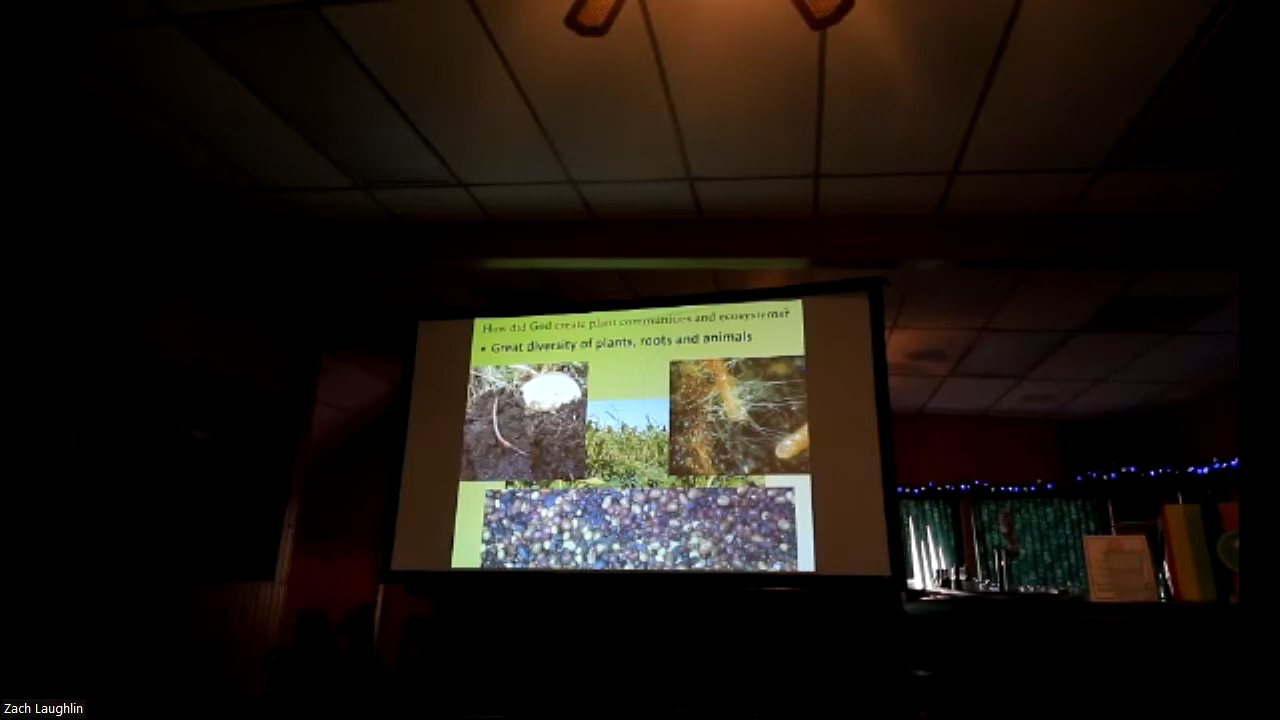 How did God create plant communities and ecosystems?
• Great diversity of plants, roots and animals
Zach Laughlin